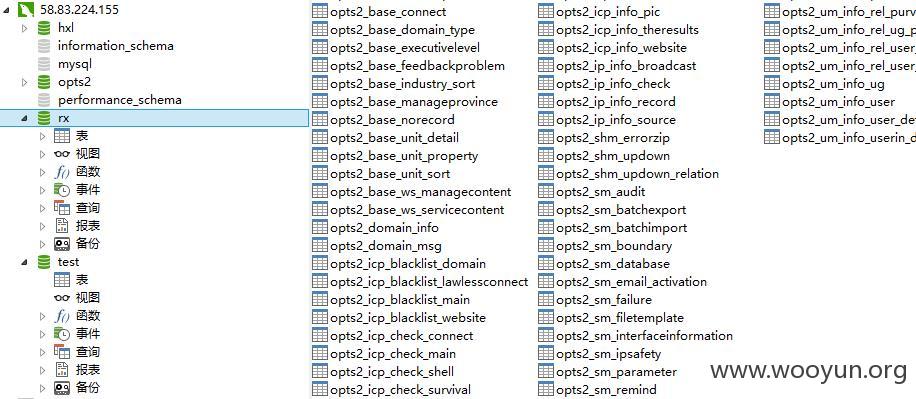 58.83.224.155
hxl
information_schema
mysql
opts2
performance_schema
rx
表
视图
函数
事件
查询
报表
备份
test
表
视图
函数
事件
查询
报表
备份
opts2_base_connect
opts2_base_domain_type
opts2_base_executivelevel
opts2_base_feedbackproblem
opts2_base_industry_sort
opts2_base_manageprovince
opts2_base_norecord
opts2_base_unit_detail
opts2_base_unit_property
opts2_base_unit_sort
opts2_base_ws_managecontent
opts2_base_ws_servicecontent
opts2_domain_info
opts2_domain_msg
opts2_icp_blacklist_domain
opts2_icp_blacklist_lawlessconnect
opts2_icp_blacklist_main
opts2_icp_blacklist_website
opts2_icp_check_connect
opts2_icp_check_main
opts2_icp_check_shell
opts2_icp_check_survival
opts2_icp_info_pic
opts2_icp_info_theresults
opts2_icp_info_website
opts2_ip_info_broadcast
opts2_ip_info_check
opts2_ip_info_record
opts2_ip_info_source
opts2_shm_errorzip
opts2_shm_updown
opts2_shm_updown_relation
opts2_sm_audit
opts2_sm_batchexport
opts2_sm_batchimport
opts2_sm_boundary
opts2_sm_database
opts2_sm_email_activation
opts2_sm_failure
opts2_sm_filetemplate
opts2_sm_interfaceinformation
opts2_sm_ipsafety
opts2_sm_parameter
opts2_sm_remind
opts2_um_info_rel_purv
opts2_um_info_rel_ug_p
opts2_um_info_rel_user_
opts2_um_info_rel_user_
opts2_um_info_ug
opts2_um_info_user
opts2_um_info_user_de
opts2_um_info_userin_d
www.wooyun.org